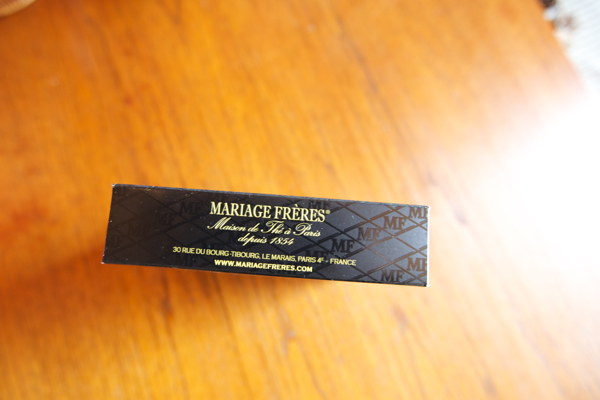 MARIAGE FRÈRES®
Maison de Thé à Paris
depuis 1854
30 RUE DU BOURG-TIBOURG, LE MARAIS, PARIS 4E - FRANCE
WWW.MARIAGEFRERES.COM
MF
MF
MF
MF